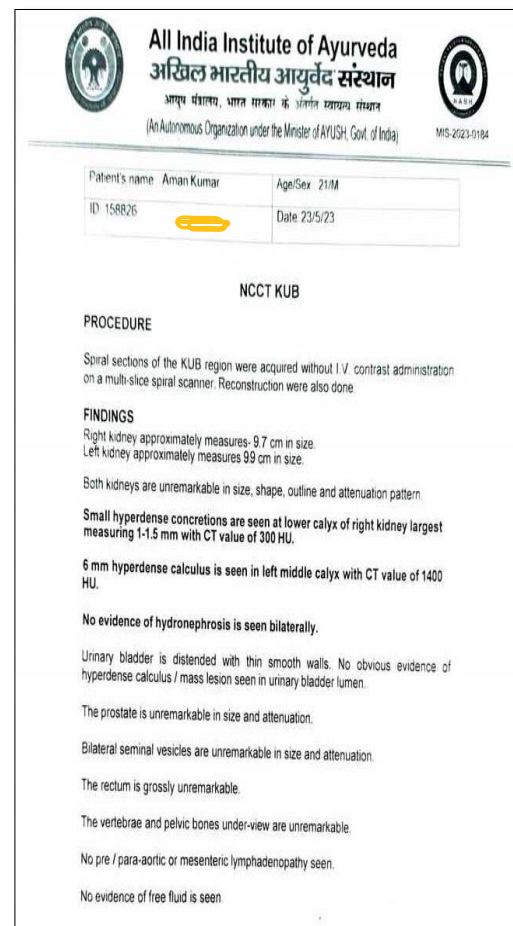 All India Institute of Ayurveda
अखिल भारतीय आयुर्वेद संस्थान
आयुष मंत्रालय, भारत सरकार के अंतर्गत स्वायत्त संस्थान
(An Autonomous Organization under the Minister of AYUSH, Govt. of India)
NABH
MIS-2023-0184
Patient's name Aman Kumar
Age/Sex 21/M
ID 158826
Date 23/5/23
NCCT KUB
PROCEDURE
Spiral sections of the KUB region were acquired without I.V. contrast administration
on a multi-slice spiral scanner. Reconstruction were also done.
FINDINGS
Right kidney approximately measures- 9.7 cm in size.
Left kidney approximately measures 99 cm in size.
Both kidneys are unremarkable in size, shape, outline and attenuation pattern.
Small hyperdense concretions are seen at lower calyx of right kidney largest
measuring 1-1.5 mm with CT value of 300 HU.
6 mm hyperdense calculus is seen in left middle calyx with CT value of 1400
HU.
No evidence of hydronephrosis is seen bilaterally.
Urinary bladder is distended with thin smooth walls. No obvious evidence of
hyperdense calculus / mass lesion seen in urinary bladder lumen.
The prostate is unremarkable in size and attenuation.
Bilateral seminal vesicles are unremarkable in size and attenuation.
The rectum is grossly unremarkable.
The vertebrae and pelvic bones under-view are unremarkable.
No pre / para-aortic or mesenteric lymphadenopathy seen.
No evidence of free fluid is seen.